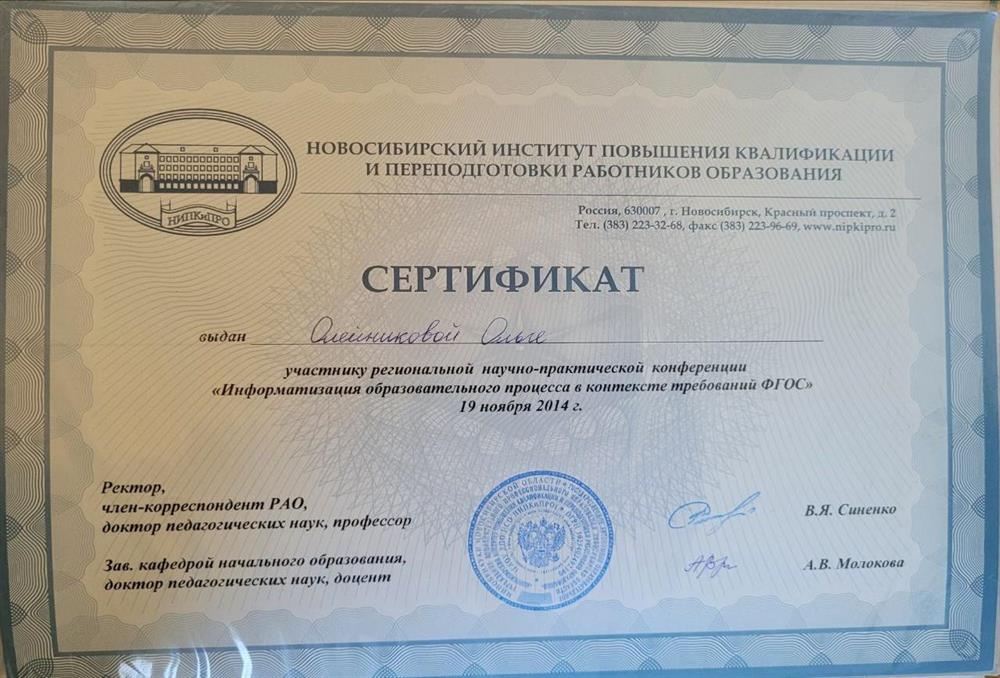 НОВОСИБИРСКИЙ ИНСТИТУТ ПОВЫШЕНИЯ КВАЛИФИКАЦИИ
И ПЕРЕПОДГОТОВКИ РАБОТНИКОВ ОБРАЗОВАНИЯ
НИПКиПРО
Россия, 630007 , г. Новосибирск, Красный проспект, д. 2
Тел. (383) 223-32-68, факс (383) 223-96-69, www.nipkipro.ru
СЕРТИФИКАТ
выдан Олейниковой Ольге
участнику региональной научно-практической конференции
«Информатизация образовательного процесса в контексте требований ФГОС»
19 ноября 2014 г.
Ректор,
член-корреспондент РАО,
доктор педагогических наук, профессор
В.Я. Синенко
Зав. кафедрой начального образования,
доктор педагогических наук, доцент
А.В. Молокова